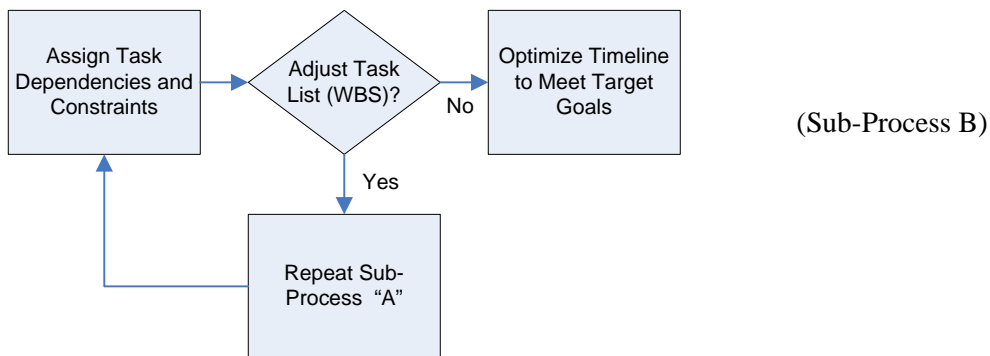 Assign Task
Dependencies and
Constraints
Adjust Task
List (WBS)?
No
Optimize Timeline
to Meet Target
Goals
(Sub-Process B)
Yes
Repeat Sub-
Process “A”